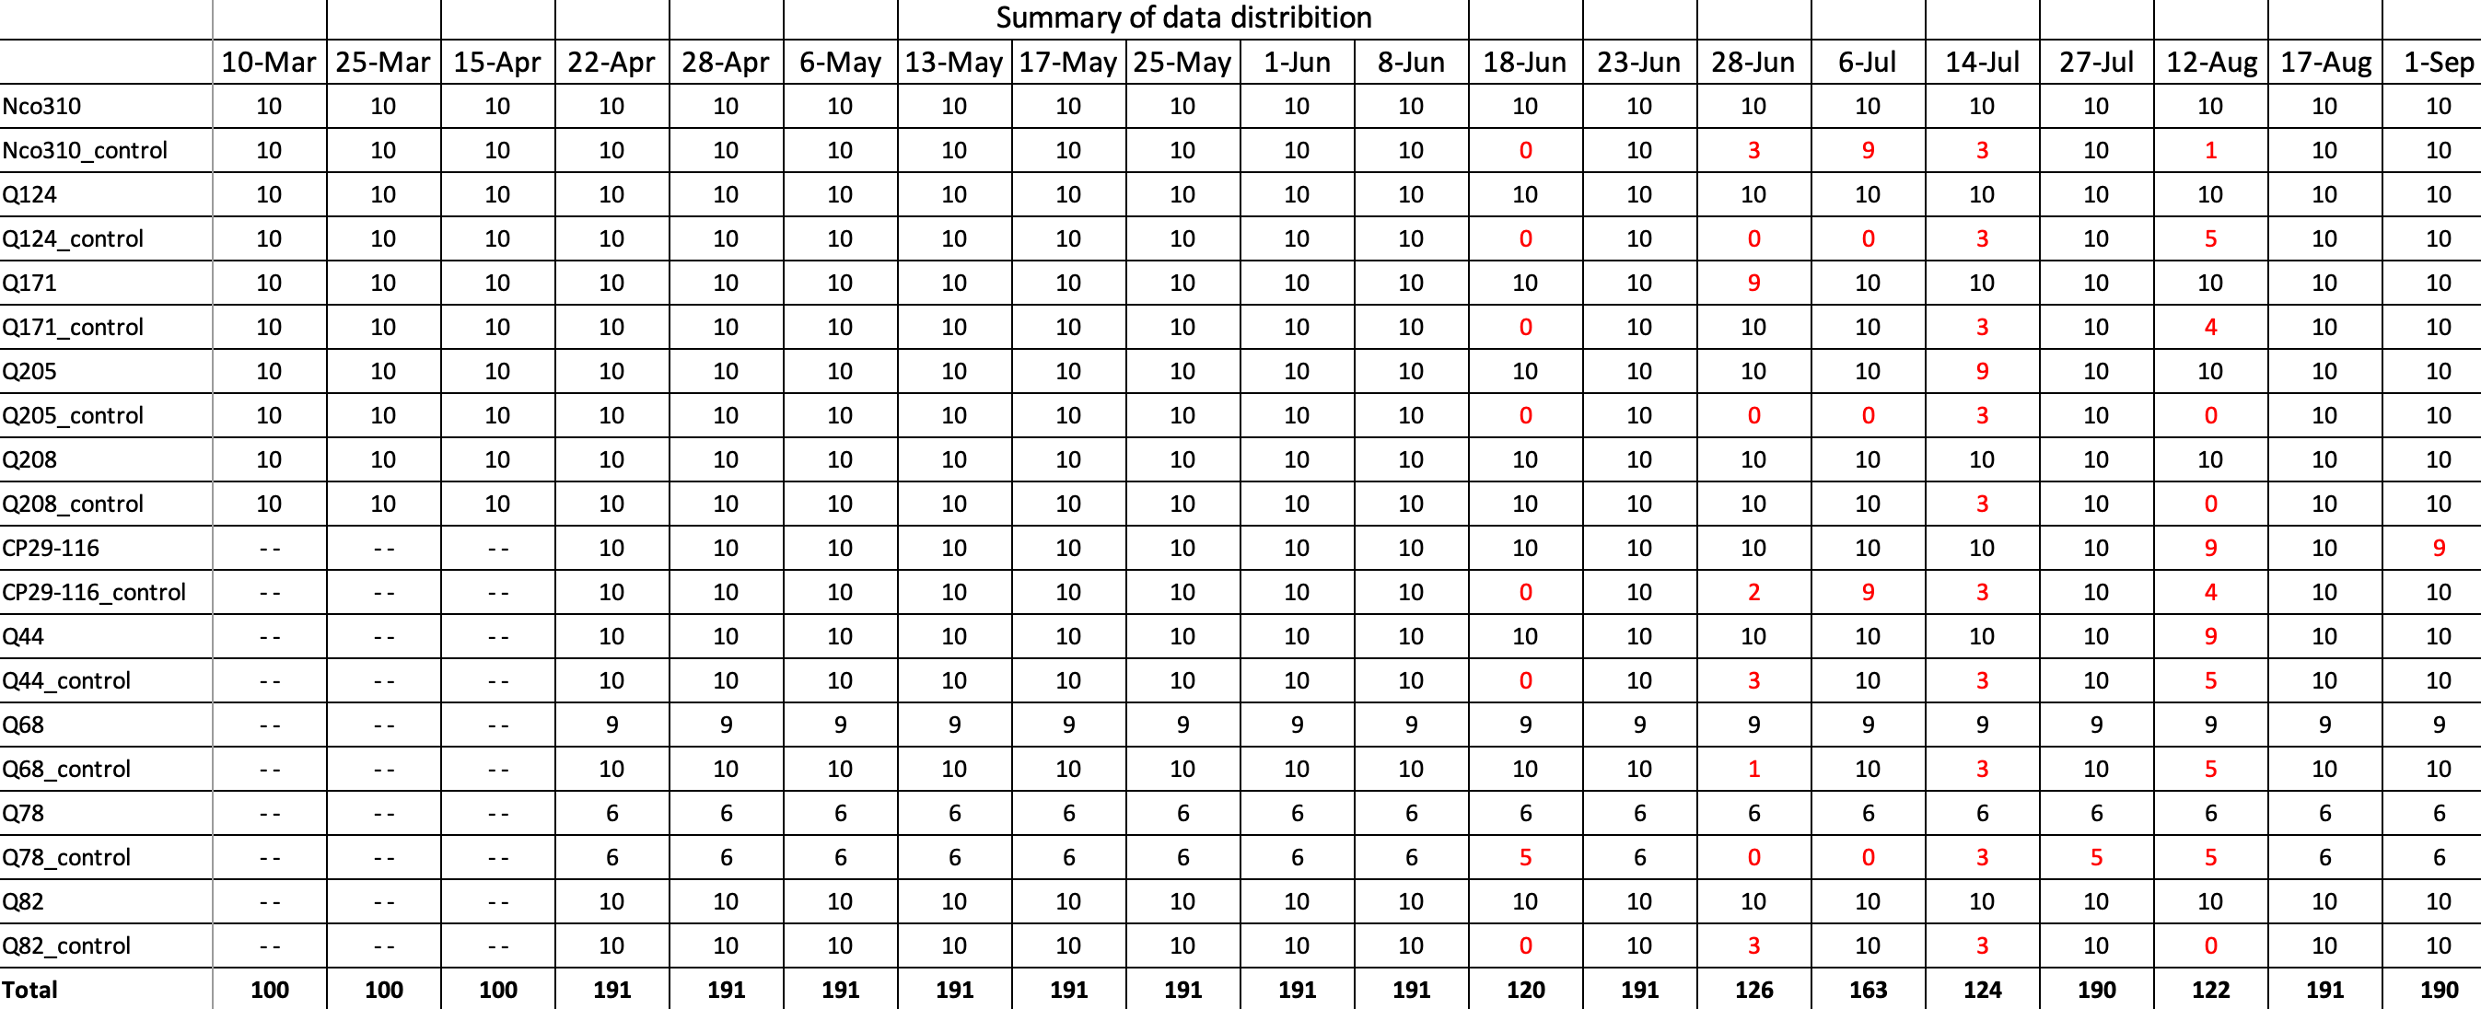 Summary of data distribition
10-Mar 25-Mar 15-Apr 22-Apr 28-Apr 6-May 13-May 17-May 25-May 1-Jun 8-Jun 18-Jun 23-Jun 28-Jun 6-Jul 14-Jul 27-Jul 12-Aug 17-Aug 1-Sep
Nco310 10 10 10 10 10 10 10 10 10 10 10 10 10 10 10 10 10 10 10 10
Nco310_control 10 10 10 10 10 10 10 10 10 10 10 0 10 3 9 3 10 1 10 10
Q124 10 10 10 10 10 10 10 10 10 10 10 10 10 10 10 10 10 10 10 10
Q124_control 10 10 10 10 10 10 10 10 10 10 10 0 10 0 0 3 10 5 10 10
Q171 10 10 10 10 10 10 10 10 10 10 10 10 10 9 10 10 10 10 10 10
Q171_control 10 10 10 10 10 10 10 10 10 10 10 0 10 10 10 3 10 4 10 10
Q205 10 10 10 10 10 10 10 10 10 10 10 10 10 10 10 9 10 10 10 10
Q205_control 10 10 10 10 10 10 10 10 10 10 10 0 10 0 0 3 10 0 10 10
Q208 10 10 10 10 10 10 10 10 10 10 10 10 10 10 10 10 10 10 10 10
Q208_control 10 10 10 10 10 10 10 10 10 10 10 10 10 10 10 3 10 0 10 10
CP29-116 -- -- -- 10 10 10 10 10 10 10 10 10 10 10 10 10 10 9 10 9
CP29-116_control -- -- -- 10 10 10 10 10 10 10 10 0 10 2 9 3 10 4 10 10
Q44 -- -- -- 10 10 10 10 10 10 10 10 10 10 10 10 10 10 9 10 10
Q44_control -- -- -- 10 10 10 10 10 10 10 10 0 10 3 10 3 10 5 10 10
Q68 -- -- -- 9 9 9 9 9 9 9 9 9 9 9 9 9 9 9 9 9
Q68_control -- -- -- 10 10 10 10 10 10 10 10 10 10 1 10 3 10 5 10 10
Q78 -- -- -- 6 6 6 6 6 6 6 6 6 6 6 6 6 6 6 6 6
Q78_control -- -- -- 6 6 6 6 6 6 6 6 5 6 0 0 3 5 5 6 6
Q82 -- -- -- 10 10 10 10 10 10 10 10 10 10 10 10 10 10 10 10 10
Q82_control -- -- -- 10 10 10 10 10 10 10 10 0 10 3 10 3 10 0 10 10
Total 100 100 100 191 191 191 191 191 191 191 191 120 191 126 163 124 190 122 191 190